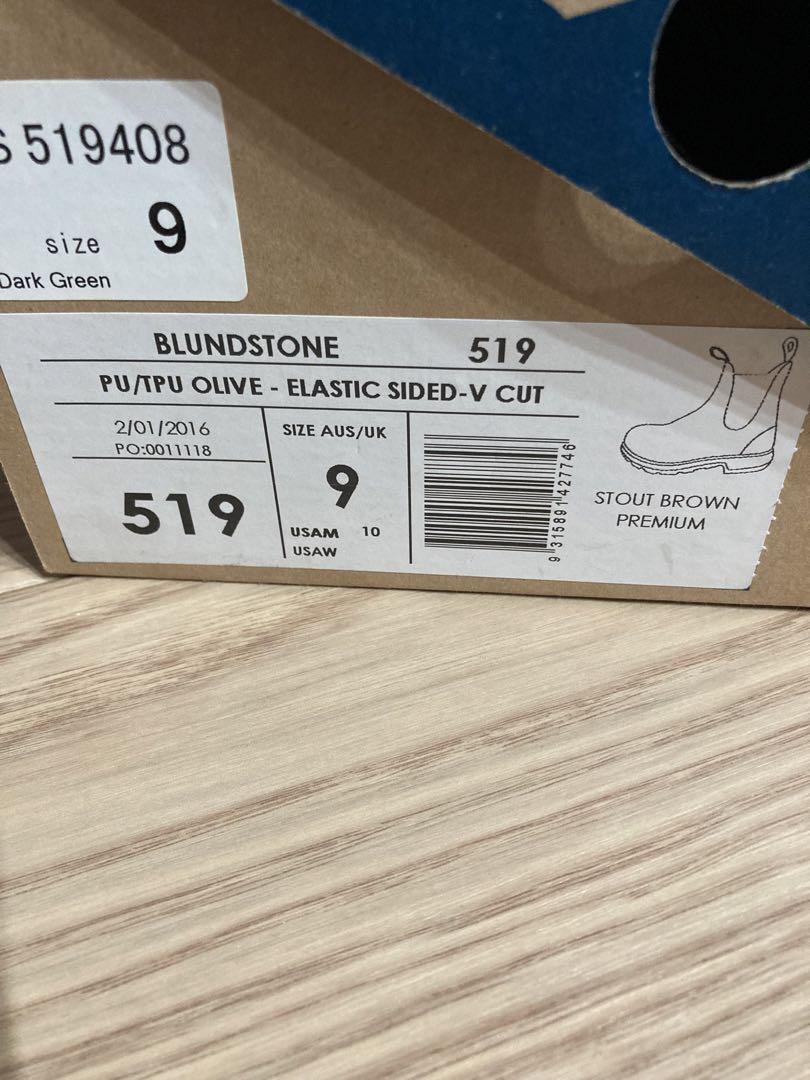 519408
size 9
Dark Green
BLUNDSTONE 519
PU/TPU OLIVE - ELASTIC SIDED-V CUT
2/01/2016
PO:0011118
519
SIZE AUS/UK
9
USAM 10
USAW
9 315891 427746
STOUT BROWN
PREMIUM